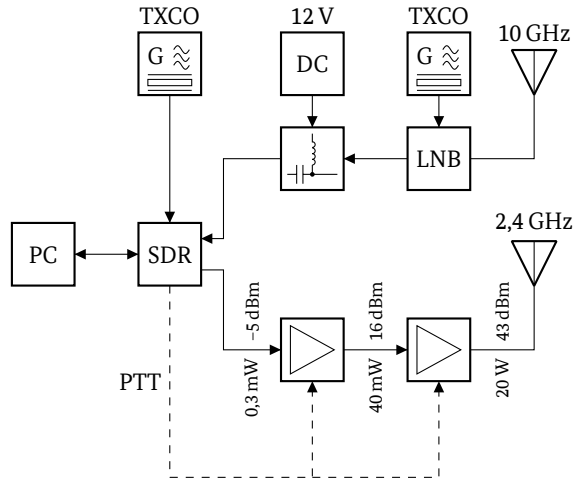 TXCO
12 V
TXCO
10 GHz
G
DC
G
LNB
2,4 GHz
PC
SDR
−5 dBm
16 dBm
43 dBm
0,3 mW
40 mW
20 W
PTT